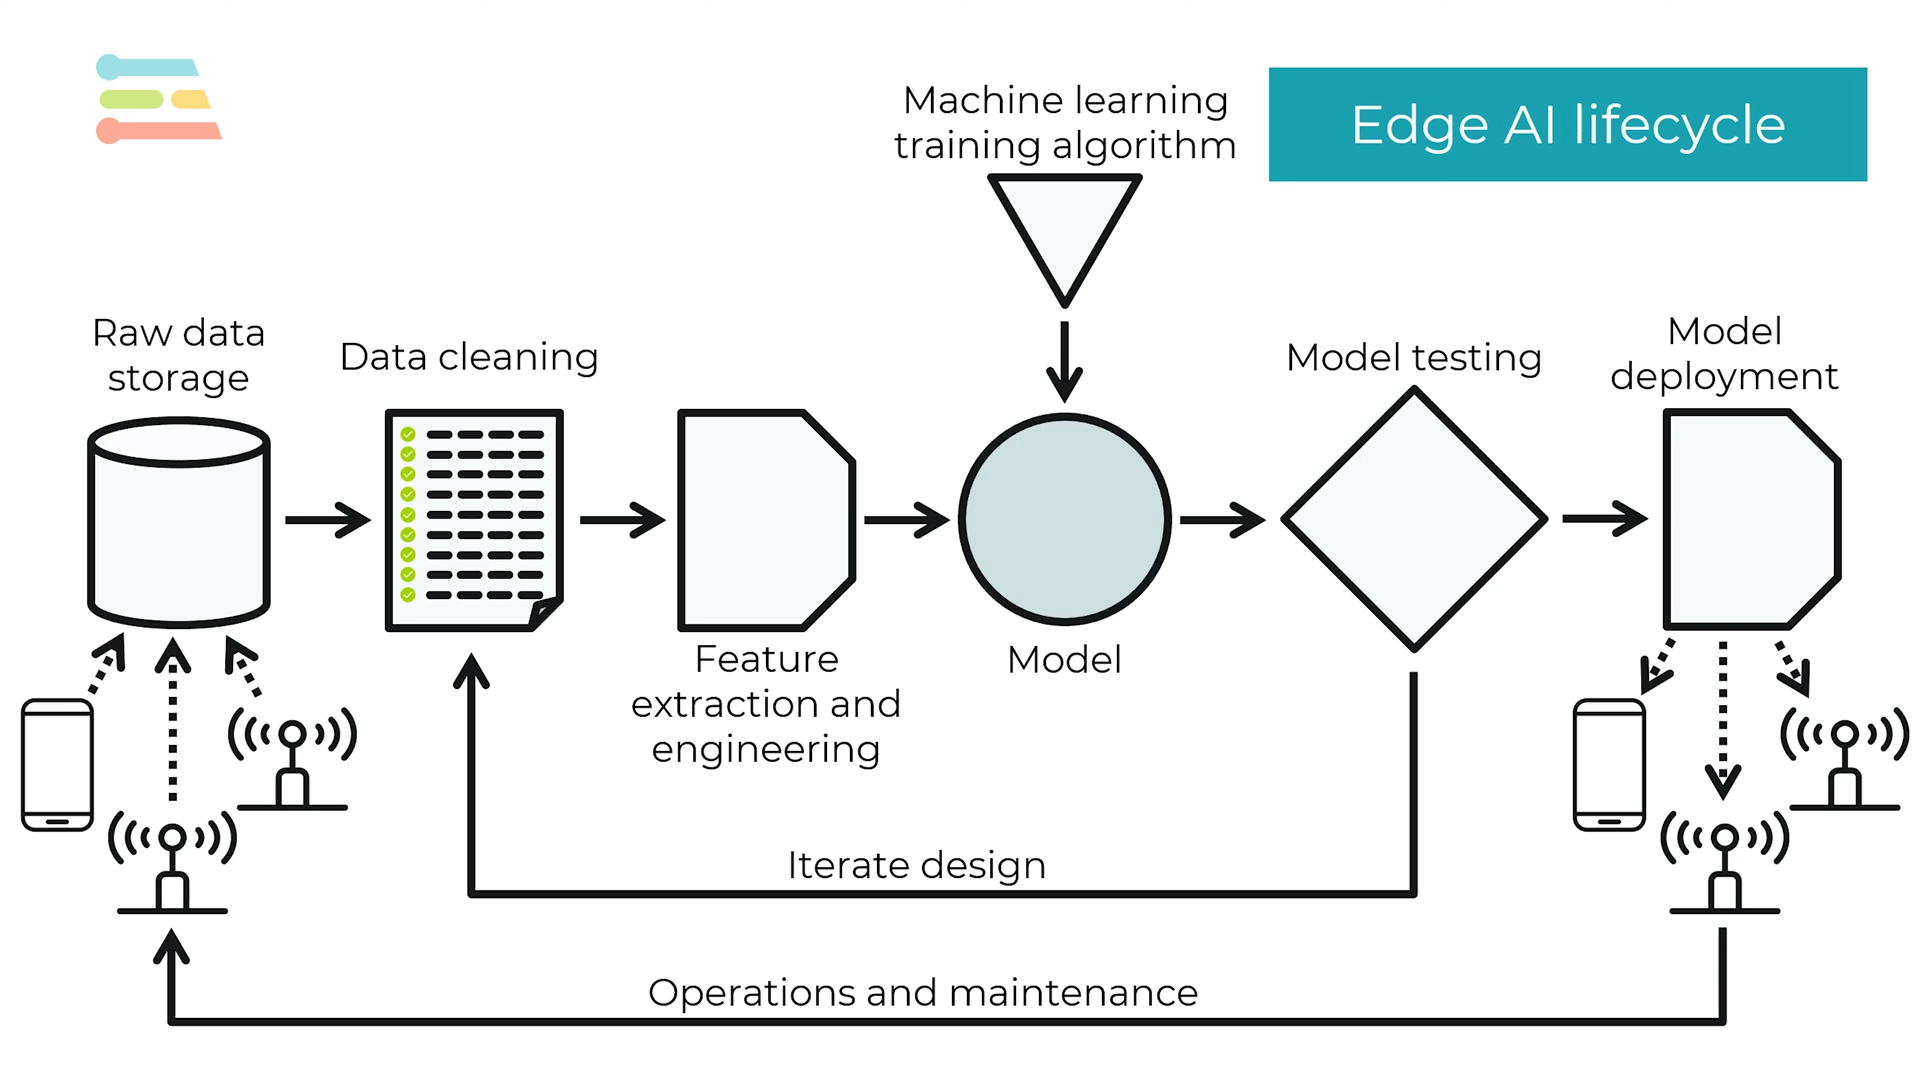 Edge AI lifecycle
Machine learning
training algorithm
Raw data
storage
Data cleaning
Feature
extraction and
engineering
Model
Model testing
Model
deployment
Iterate design
Operations and maintenance